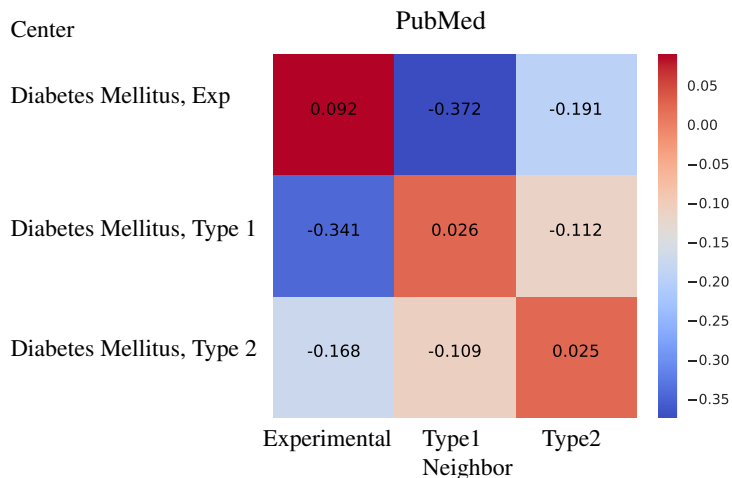 Center
PubMed
Diabetes Mellitus, Exp
0.092 -0.372 -0.191
Diabetes Mellitus, Type 1
-0.341 0.026 -0.112
Diabetes Mellitus, Type 2
-0.168 -0.109 0.025
Experimental Type1 Type2
Neighbor
0.05
0.00
−0.05
−0.10
−0.15
−0.20
−0.25
−0.30
−0.35